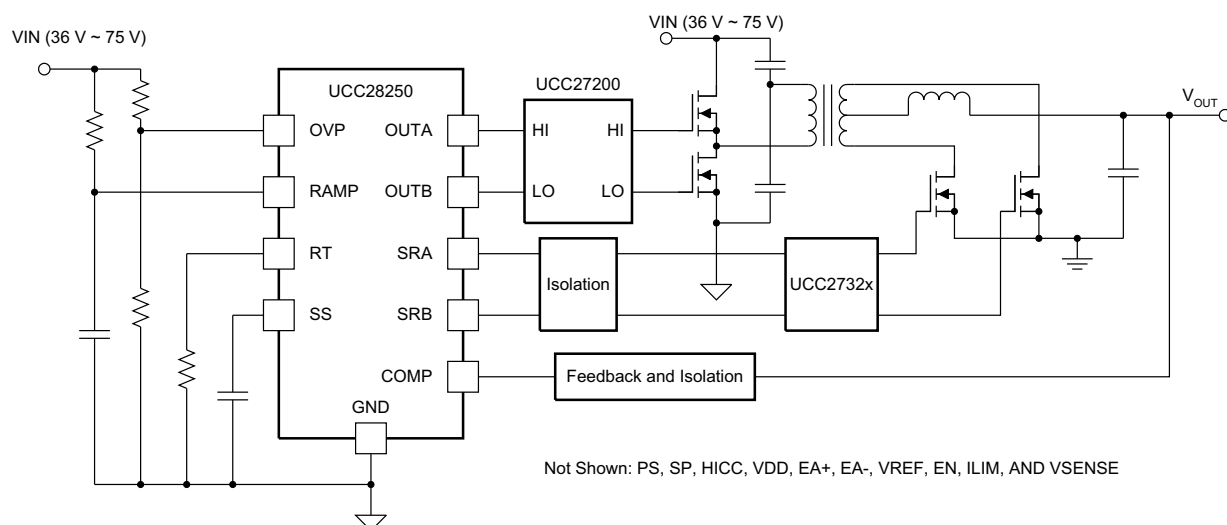 VIN (36 V ~ 75 V)
VIN (36 V ~ 75 V)
UCC28250
UCC27200
VOUT
OVP
OUTA
HI
HI
RAMP
OUTB
LO
LO
RT
SRA
Isolation
UCC2732x
SS
SRB
COMP
Feedback and Isolation
GND
Not Shown: PS, SP, HICC, VDD, EA+, EA-, VREF, EN, ILIM, AND VSENSE